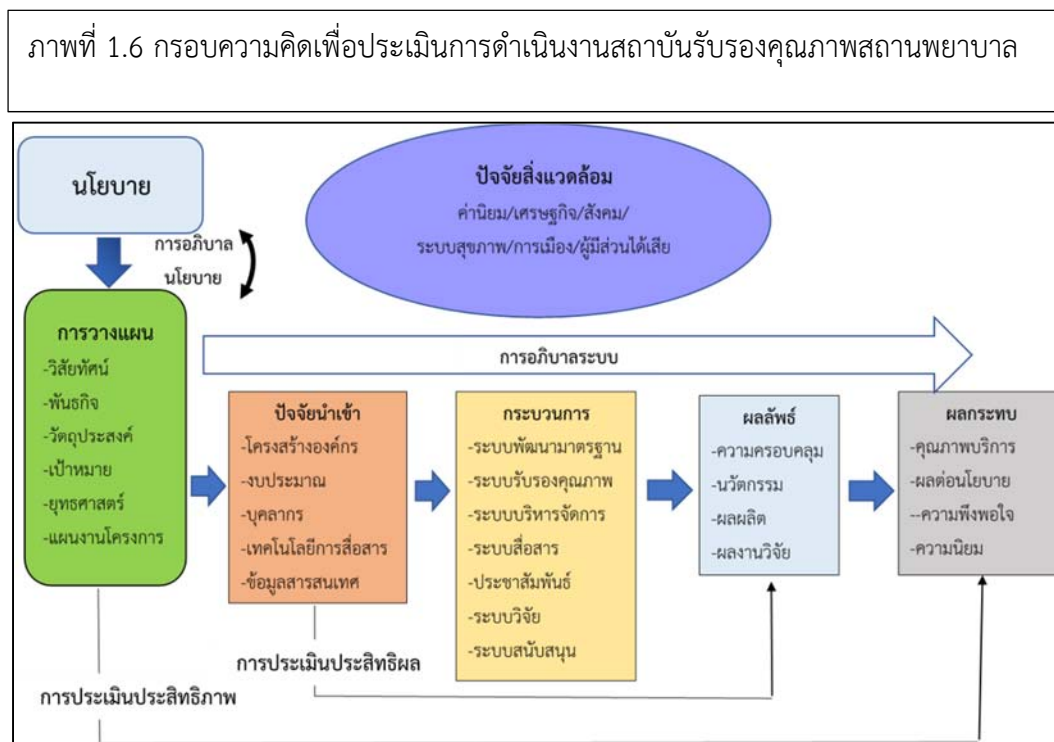 ภาพที่ 1.6 กรอบความคิดเพื่อประเมินการดำเนินงานสถาบันรับรองคุณภาพสถานพยาบาล
นโยบาย
การอภิบาล
นโยบาย
ปัจจัยสิ่งแวดล้อม
ค่านิยม/เศรษฐกิจ/สังคม/
ระบบสุขภาพ/การเมือง/ผู้มีส่วนได้เสีย
การอภิบาลระบบ
การวางแผน
-วิสัยทัศน์
-พันธกิจ
-วัตถุประสงค์
-เป้าหมาย
-ยุทธศาสตร์
-แผนงานโครงการ
ปัจจัยนำเข้า
-โครงสร้างองค์กร
-งบประมาณ
-บุคลากร
-เทคโนโลยีการสื่อสาร
-ข้อมูลสารสนเทศ
กระบวนการ
-ระบบพัฒนามาตรฐาน
-ระบบรับรองคุณภาพ
-ระบบบริหารจัดการ
-ระบบสื่อสาร
-ประชาสัมพันธ์
-ระบบวิจัย
-ระบบสนับสนุน
ผลลัพธ์
-ความครอบคลุม
-นวัตกรรม
-ผลผลิต
-ผลงานวิจัย
ผลกระทบ
-คุณภาพบริการ
-ผลต่อนโยบาย
--ความพึงพอใจ
-ความนิยม
การประเมินประสิทธิผล
การประเมินประสิทธิภาพ